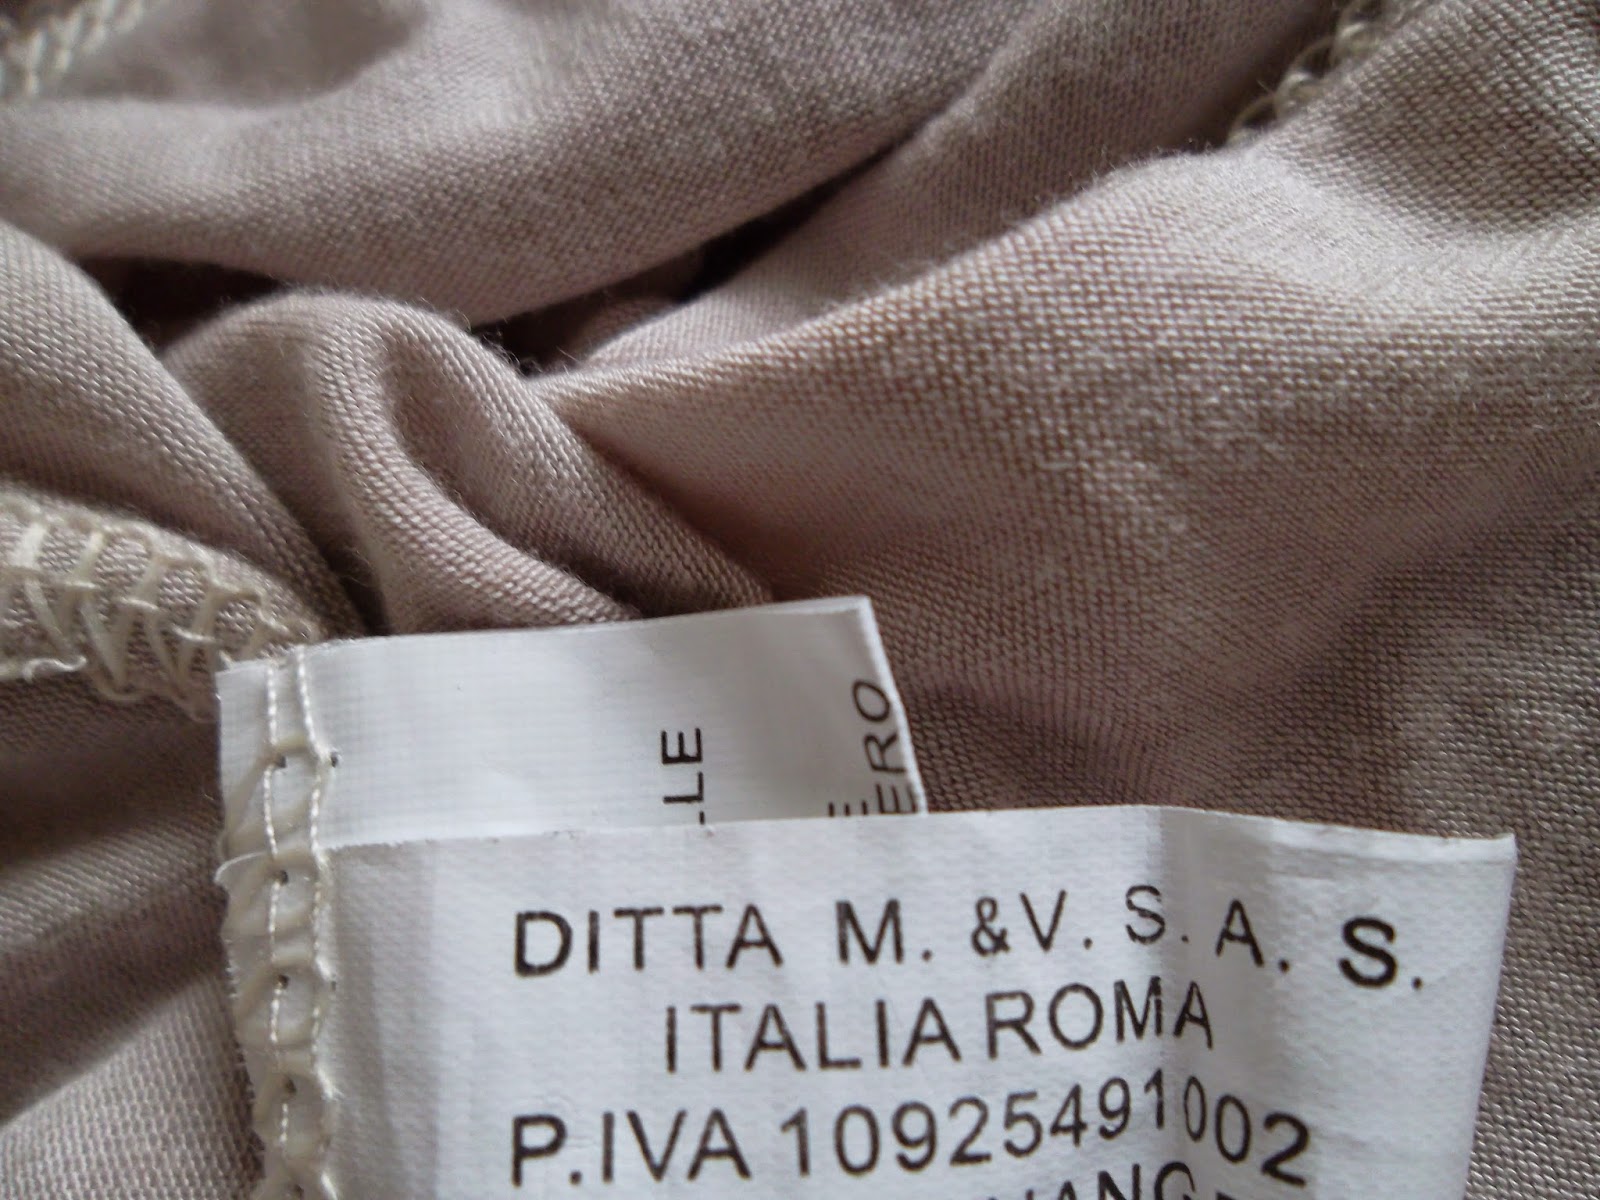 DITTA M. &V. S. A. S.
ITALIA ROMA
P.IVA 10925491002